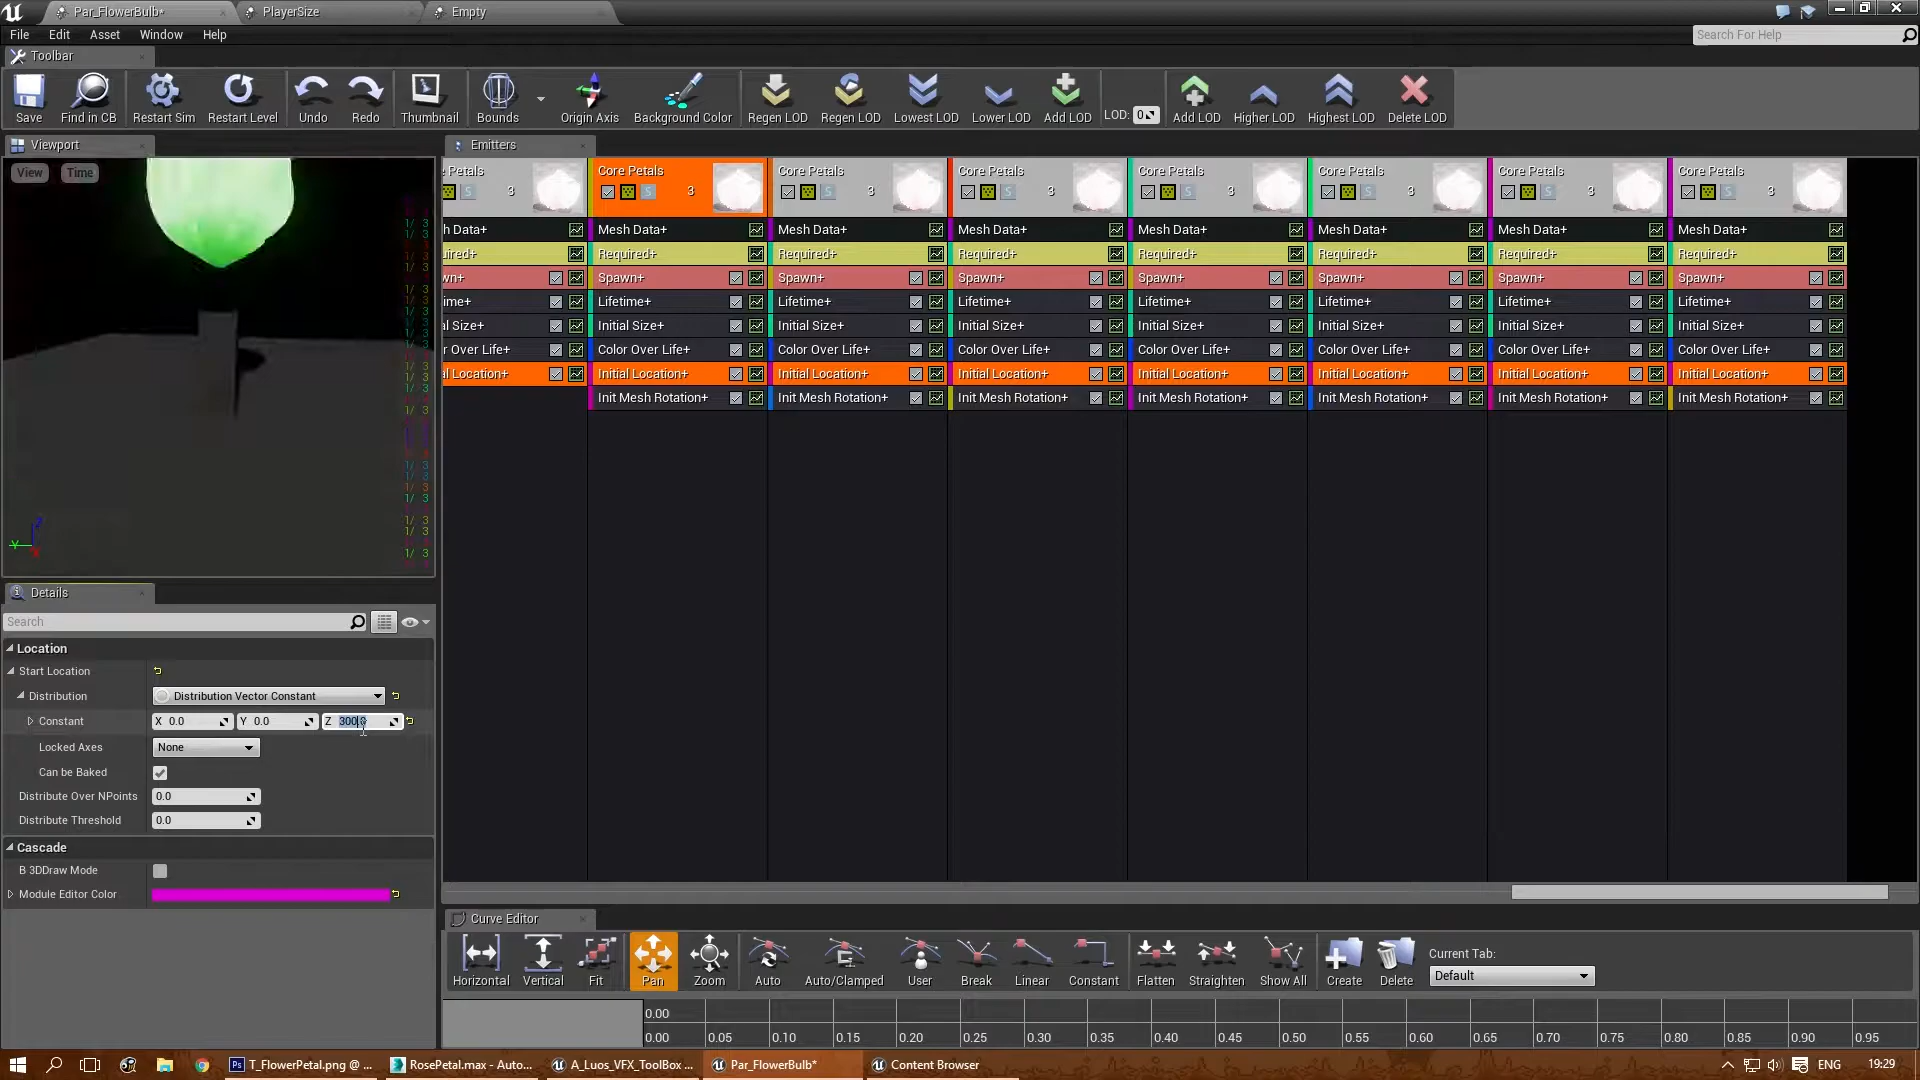 Par_FlowerBulb* PlayerSize Empty
File Edit Asset Window Help Search For Help
Toolbar
Save Find in CB Restart Sim Restart Level Undo Redo Thumbnail Bounds Origin Axis Background Color Regen LOD Regen LOD Lowest LOD Lower LOD Add LOD LOD: 0 Add LOD Higher LOD Highest LOD Delete LOD
Viewport Emitters
View Time
e Petals Core Petals Core Petals Core Petals Core Petals Core Petals Core Petals Core Petals
S 3 S 3 S 3 S 3 S 3 S 3 S 3 S 3
h Data+ Mesh Data+ Mesh Data+ Mesh Data+ Mesh Data+ Mesh Data+ Mesh Data+ Mesh Data+
uired+ Required+ Required+ Required+ Required+ Required+ Required+ Required+
wn+ Spawn+ Spawn+ Spawn+ Spawn+ Spawn+ Spawn+ Spawn+
ime+ Lifetime+ Lifetime+ Lifetime+ Lifetime+ Lifetime+ Lifetime+ Lifetime+
al Size+ Initial Size+ Initial Size+ Initial Size+ Initial Size+ Initial Size+ Initial Size+ Initial Size+
r Over Life+ Color Over Life+ Color Over Life+ Color Over Life+ Color Over Life+ Color Over Life+ Color Over Life+ Color Over Life+
al Location+ Initial Location+ Initial Location+ Initial Location+ Initial Location+ Initial Location+ Initial Location+ Initial Location+
Init Mesh Rotation+ Init Mesh Rotation+ Init Mesh Rotation+ Init Mesh Rotation+ Init Mesh Rotation+ Init Mesh Rotation+ Init Mesh Rotation+
Details
Search
Location
Start Location
Distribution Distribution Vector Constant
Constant X 0.0 Y 0.0 Z 300.0
Locked Axes None
Can be Baked
Distribute Over NPoints 0.0
Distribute Threshold 0.0
Cascade
B 3DDraw Mode
Module Editor Color
Curve Editor
Horizontal Vertical Fit Pan Zoom Auto Auto/Clamped User Break Linear Constant Flatten Straighten Show All Create Delete
Current Tab:
Default
0.00
0.00 0.05 0.10 0.15 0.20 0.25 0.30 0.35 0.40 0.45 0.50 0.55 0.60 0.65 0.70 0.75 0.80 0.85 0.90 0.95
T_FlowerPetal.png @ ... RosePetal.max - Auto... A_Luos_VFX_ToolBox ... Par_FlowerBulb* Content Browser ENG 19:29